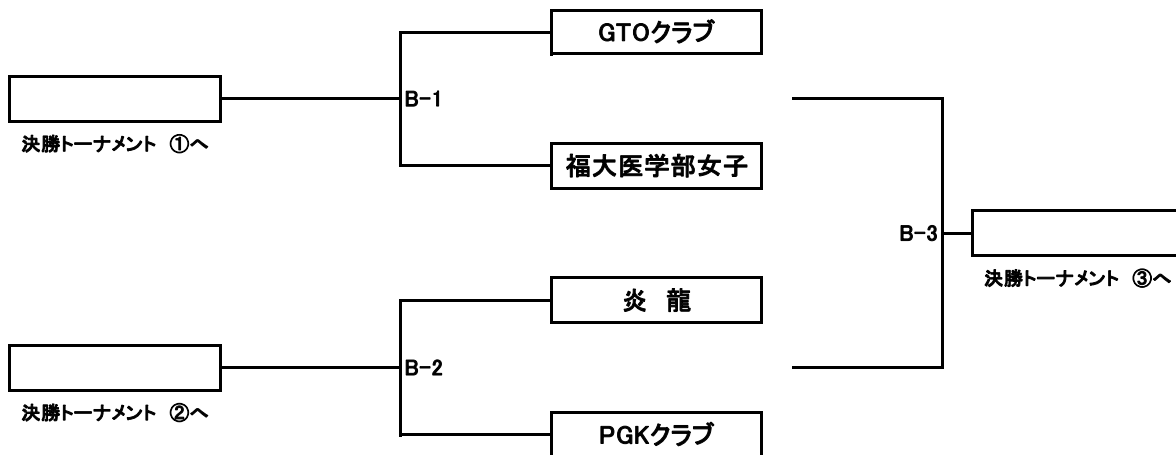 GTOクラブ
B-1
決勝トーナメント ①へ
福大医学部女子
B-3
決勝トーナメント ③へ
炎 龍
B-2
決勝トーナメント ②へ
PGKクラブ